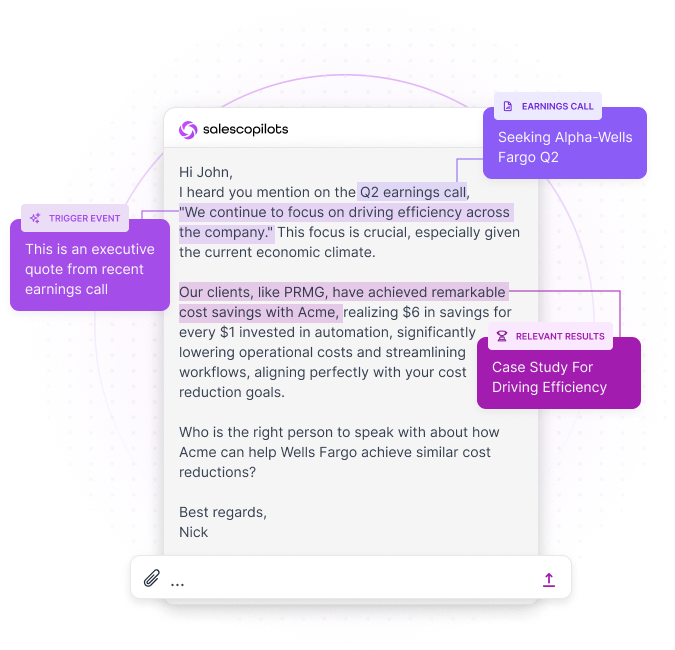 salescopilots
EARNINGS CALL
Seeking Alpha-Wells
Fargo Q2
Hi John,
I heard you mention on the Q2 earnings call,
"We continue to focus on driving efficiency across
the company." This focus is crucial, especially given
the current economic climate.
TRIGGER EVENT
This is an executive
quote from recent
earnings call
Our clients, like PRMG, have achieved remarkable
cost savings with Acme, realizing $6 in savings for
every $1 invested in automation, significantly
lowering operational costs and streamlining
workflows, aligning perfectly with your cost
reduction goals.
RELEVANT RESULTS
Case Study For
Driving Efficiency
Who is the right person to speak with about how
Acme can help Wells Fargo achieve similar cost
reductions?
Best regards,
Nick
...